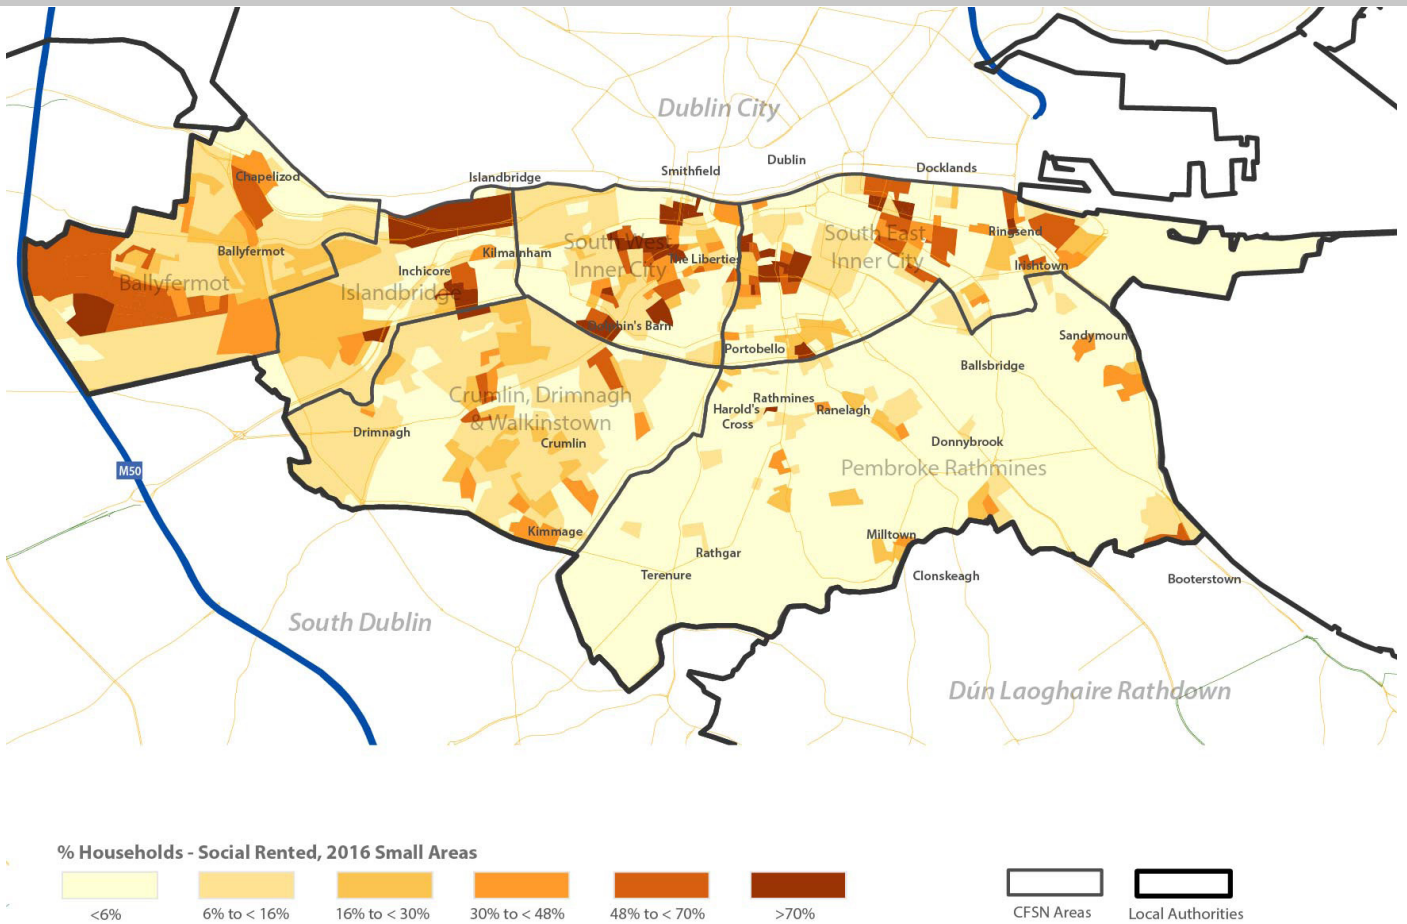 Dublin City
Dublin
Smithfield
Docklands
Islandbridge
Chapelizod
Ringsend
South West
Inner City
South East
Inner City
Ballyfermot
Kilmainham
The Liberties
Irishtown
Inchicore
Ballyfermot
Islandbridge
Dolphin's Barn
Sandymount
Portobello
Ballsbridge
Crumlin, Drimnagh
& Walkinstown
Rathmines
Harold's
Cross
Ranelagh
Drimnagh
Crumlin
Donnybrook
Pembroke Rathmines
M50
Kimmage
Milltown
Rathgar
Terenure
Clonskeagh
Booterstown
South Dublin
Dún Laoghaire Rathdown
% Households - Social Rented, 2016 Small Areas
<6%
6% to < 16%
16% to < 30%
30% to < 48%
48% to < 70%
>70%
CFSN Areas
Local Authorities